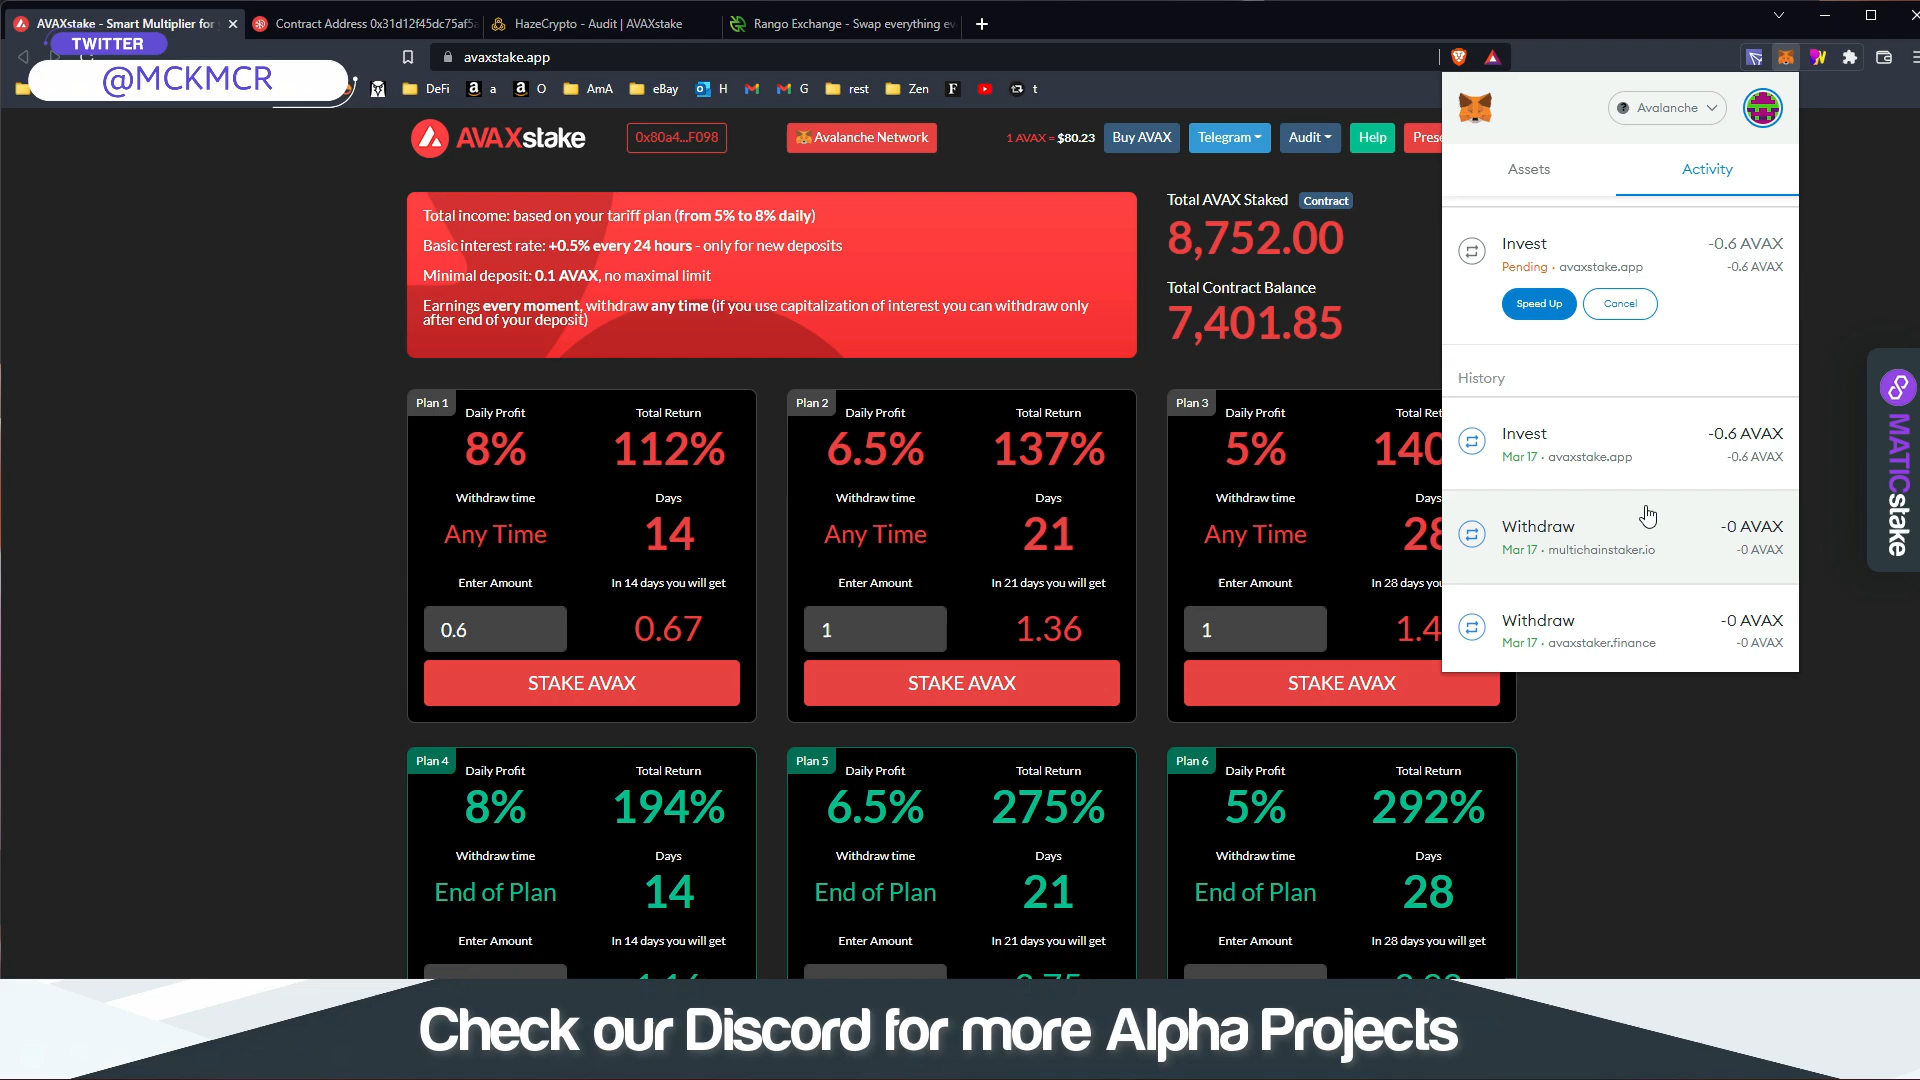 AVAXstake - Smart Multiplier for
Contract Address 0x31d12f45dc75af5a
HazeCrypto - Audit | AVAXstake
Rango Exchange - Swap everything ev
TWITTER
@MCKMCR
avaxstake.app
DeFi
a
O
AmA
eBay
H
G
rest
Zen
t
AVAXstake
0x80a4...F098
Avalanche Network
1 AVAX = $80.23
Buy AVAX
Telegram
Audit
Help
Total income: based on your tariff plan (from 5% to 8% daily)
Basic interest rate: +0.5% every 24 hours - only for new deposits
Minimal deposit: 0.1 AVAX, no maximal limit
Earnings every moment, withdraw any time (if you use capitalization of interest you can withdraw only
after end of your deposit)
Total AVAX Staked Contract
8,752.00
Total Contract Balance
7,401.85
Plan 1
Daily Profit
Total Return
8%
112%
Withdraw time
Days
Any Time
14
Enter Amount
In 14 days you will get
0.6
0.67
STAKE AVAX
Plan 2
Daily Profit
Total Return
6.5%
137%
Withdraw time
Days
Any Time
21
Enter Amount
In 21 days you will get
1
1.36
STAKE AVAX
Plan 3
Daily Profit
Total Ret
5%
140
Withdraw time
Days
Any Time
28
Enter Amount
In 28 days you
1
1.4
STAKE AVAX
Plan 4
Daily Profit
Total Return
8%
194%
Withdraw time
Days
End of Plan
14
Enter Amount
In 14 days you will get
Plan 5
Daily Profit
Total Return
6.5%
275%
Withdraw time
Days
End of Plan
21
Enter Amount
In 21 days you will get
Plan 6
Daily Profit
Total Return
5%
292%
Withdraw time
Days
End of Plan
28
Enter Amount
In 28 days you will get
Avalanche
Assets
Activity
Invest
-0.6 AVAX
Pending · avaxstake.app
-0.6 AVAX
Speed Up
Cancel
History
Invest
-0.6 AVAX
Mar 17 · avaxstake.app
-0.6 AVAX
Withdraw
-0 AVAX
Mar 17 · multichainstaker.io
-0 AVAX
Withdraw
-0 AVAX
Mar 17 · avaxstaker.finance
-0 AVAX
MATICstake
Check our Discord for more Alpha Projects